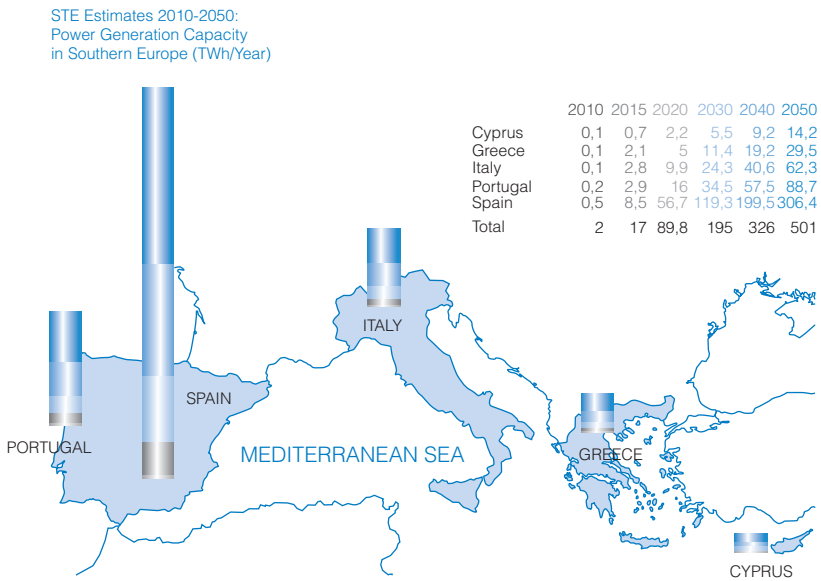 STE Estimates 2010-2050:
Power Generation Capacity
in Southern Europe (TWh/Year)
2010 2015 2020 2030 2040 2050
Cyprus 0,1 0,7 2,2 5,5 9,2 14,2
Greece 0,1 2,1 5 11,4 19,2 29,5
Italy 0,1 2,8 9,9 24,3 40,6 62,3
Portugal 0,2 2,9 16 34,5 57,5 88,7
Spain 0,5 8,5 56,7 119,3 199,5 306,4
Total 2 17 89,8 195 326 501
ITALY
SPAIN
PORTUGAL
MEDITERRANEAN SEA
GREECE
CYPRUS